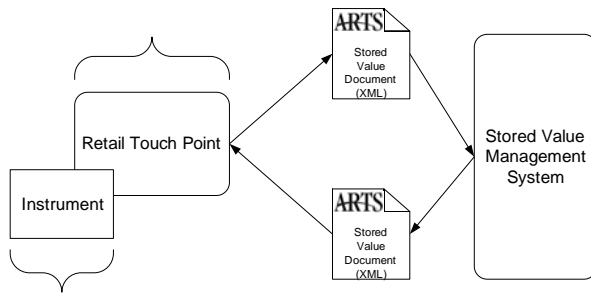 ARTS
Stored
Value
Document
(XML)
Retail Touch Point
Instrument
Stored Value
Management
System
ARTS
Stored
Value
Document
(XML)